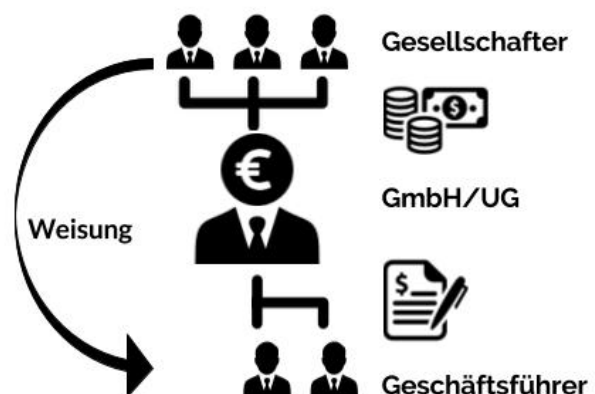 Gesellschafter
$
€
GmbH/UG
Weisung
$
Geschäftsführer